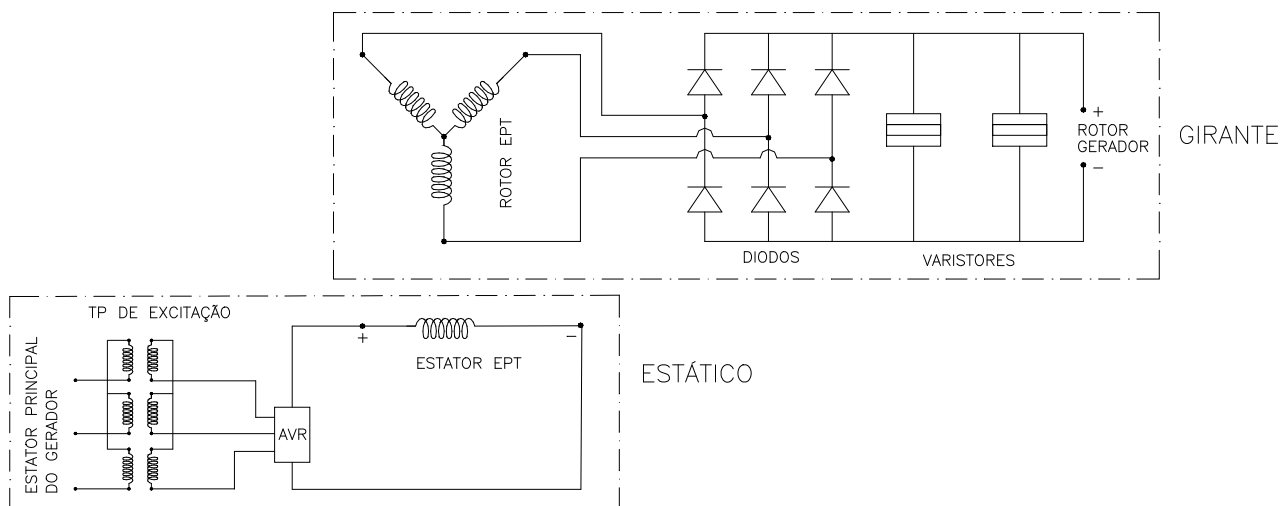 ROTOR EPT
+
ROTOR
GERADOR
−
GIRANTE
DIODOS
VARISTORES
TP DE EXCITAÇÃO
+
−
ESTATOR EPT
ESTÁTICO
ESTATOR PRINCIPAL
DO GERADOR
AVR